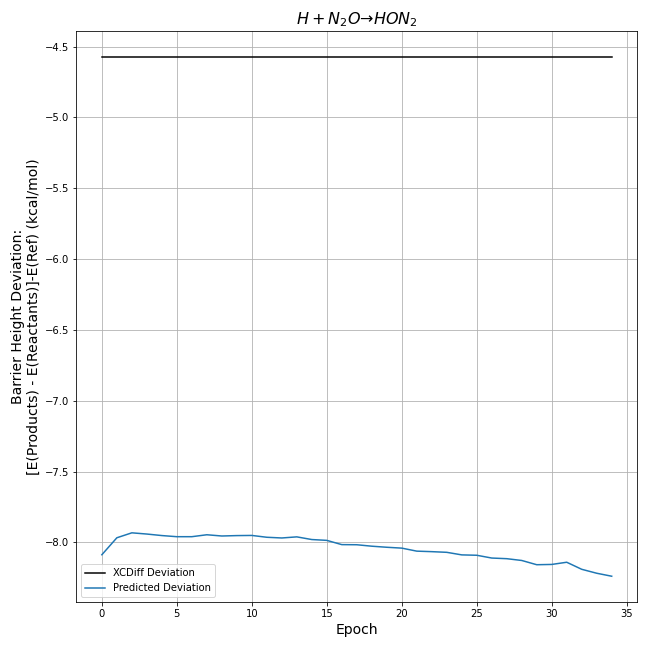 H + N₂O→HON₂
Barrier Height Deviation:
[E(Products) - E(Reactants)]-E(Ref) (kcal/mol)
−4.5
−5.0
−5.5
−6.0
−6.5
−7.0
−7.5
−8.0
XCDiff Deviation
Predicted Deviation
0 5 10 15 20 25 30 35
Epoch